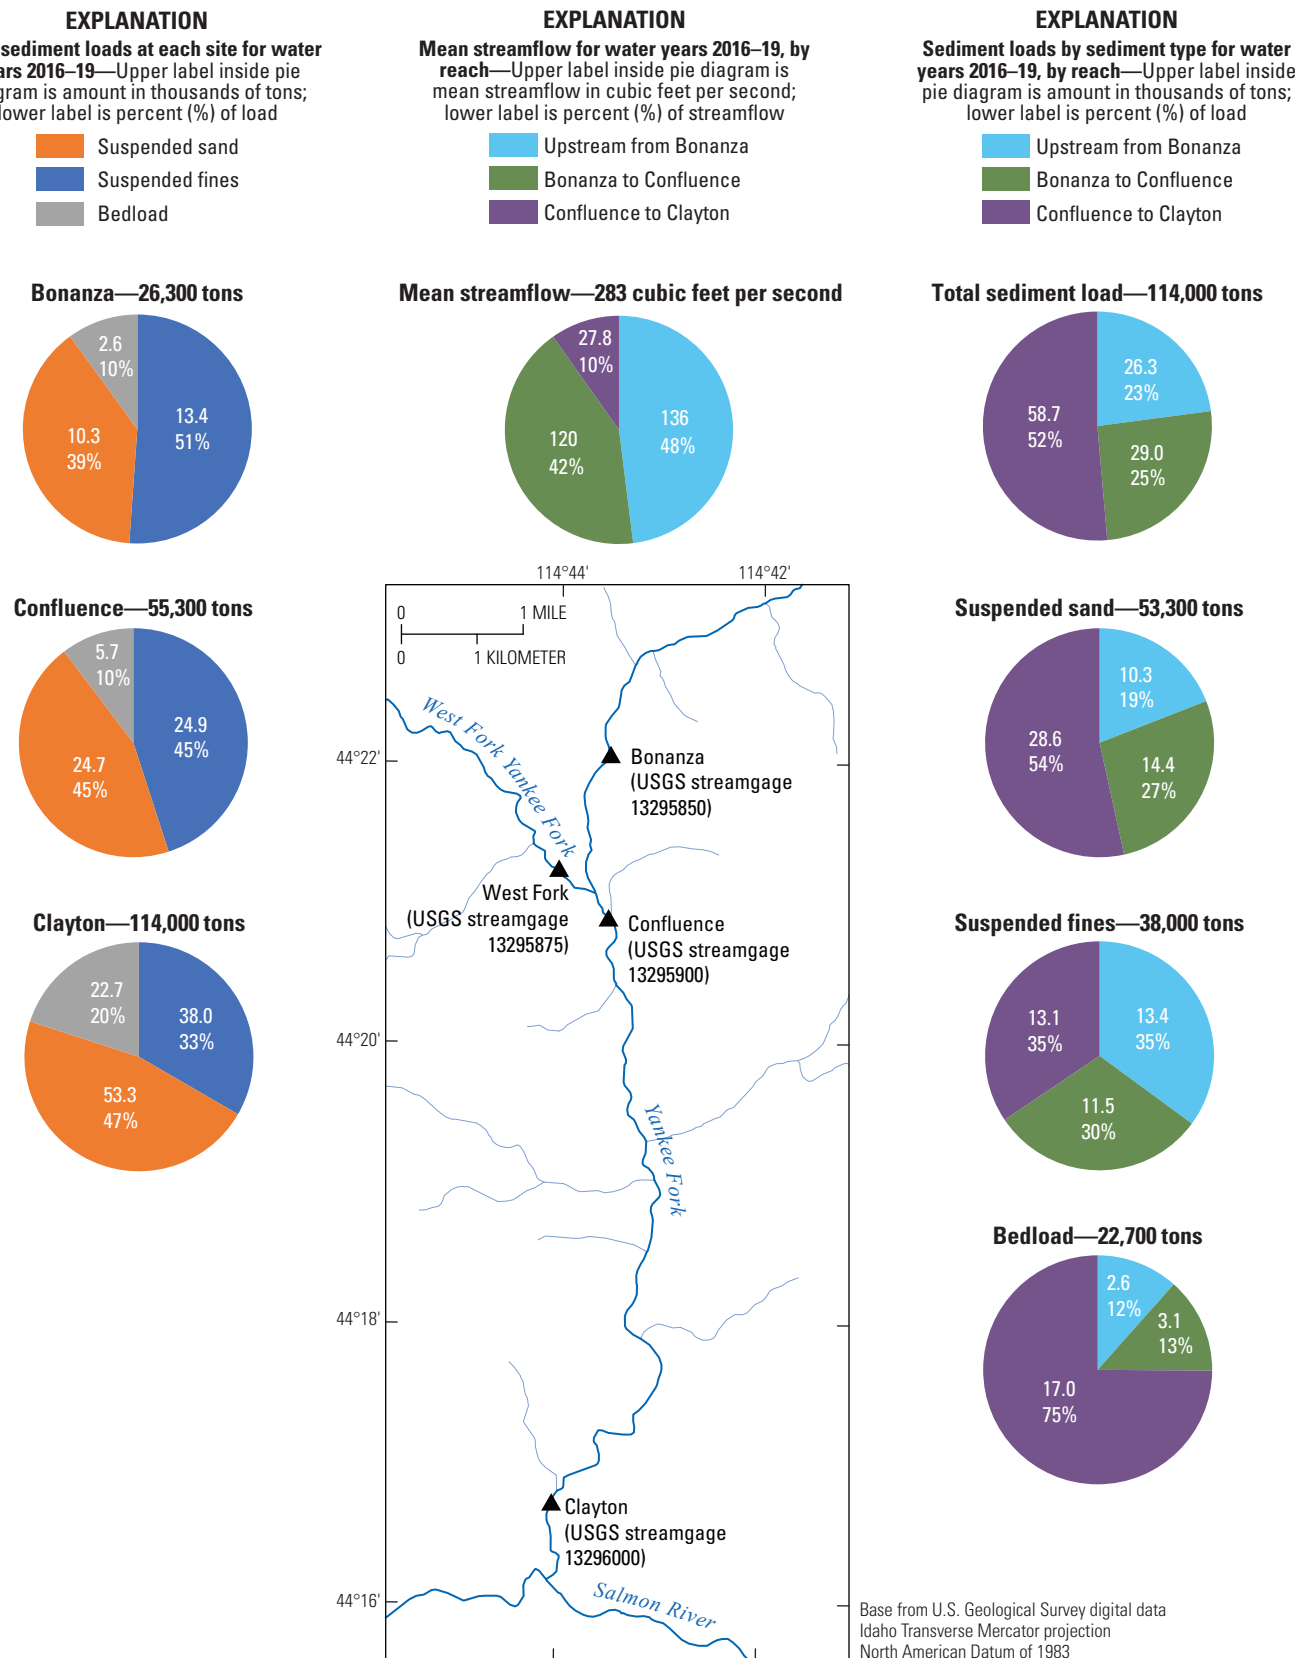 EXPLANATION
sediment loads at each site for water
ars 2016–19—Upper label inside pie
gram is amount in thousands of tons;
lower label is percent (%) of load
Suspended sand
Suspended fines
Bedload
EXPLANATION
Mean streamflow for water years 2016–19, by
reach—Upper label inside pie diagram is
mean streamflow in cubic feet per second;
lower label is percent (%) of streamflow
Upstream from Bonanza
Bonanza to Confluence
Confluence to Clayton
EXPLANATION
Sediment loads by sediment type for water
years 2016–19, by reach—Upper label inside
pie diagram is amount in thousands of tons;
lower label is percent (%) of load
Upstream from Bonanza
Bonanza to Confluence
Confluence to Clayton
Bonanza—26,300 tons
2.6
10%
13.4
51%
10.3
39%
Confluence—55,300 tons
5.7
10%
24.9
45%
24.7
45%
Clayton—114,000 tons
22.7
20%
38.0
33%
53.3
47%
Mean streamflow—283 cubic feet per second
27.8
10%
136
48%
120
42%
114°44'
114°42'
0
1 MILE
0
1 KILOMETER
West Fork Yankee Fork
44°22'
Bonanza
(USGS streamgage
13295850)
West Fork
(USGS streamgage
13295875)
Confluence
(USGS streamgage
13295900)
44°20'
Yankee Fork
44°18'
Clayton
(USGS streamgage
13296000)
44°16'
Salmon River
Total sediment load—114,000 tons
26.3
23%
58.7
52%
29.0
25%
Suspended sand—53,300 tons
10.3
19%
28.6
54%
14.4
27%
Suspended fines—38,000 tons
13.1
35%
13.4
35%
11.5
30%
Bedload—22,700 tons
2.6
12%
3.1
13%
17.0
75%
Base from U.S. Geological Survey digital data
Idaho Transverse Mercator projection
North American Datum of 1983